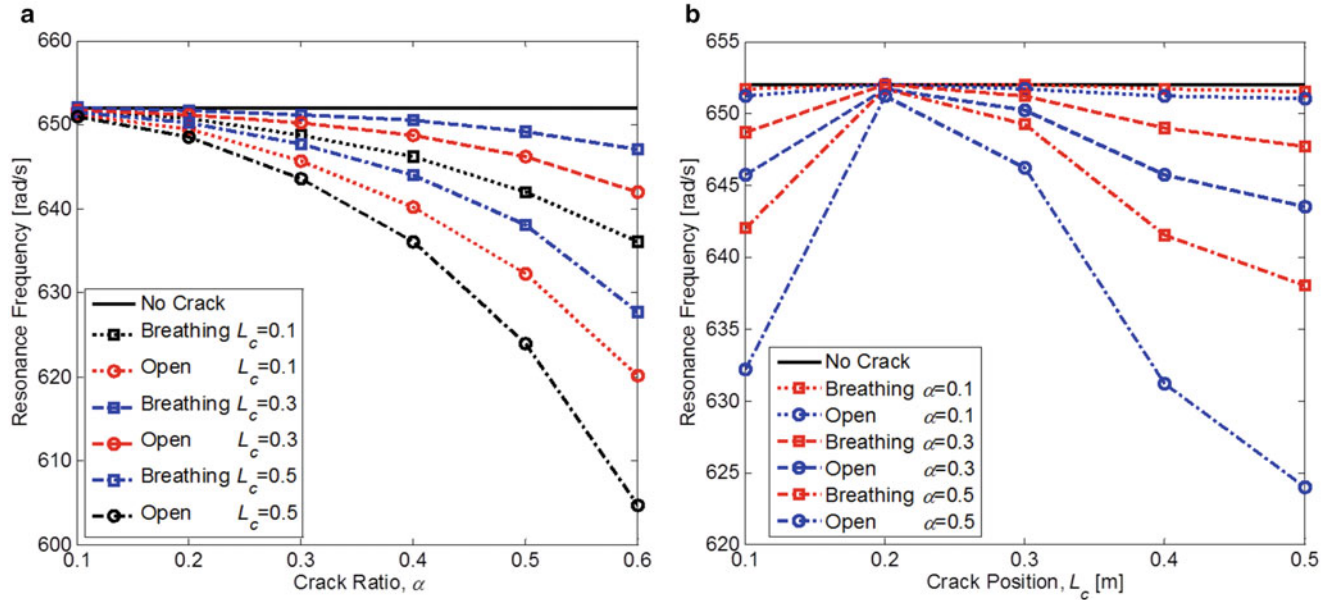 a
660
650
640
630
620
610
600
Resonance Frequency [rad/s]
No Crack
Breathing L_c=0.1
Open L_c=0.1
Breathing L_c=0.3
Open L_c=0.3
Breathing L_c=0.5
Open L_c=0.5
0.1 0.2 0.3 0.4 0.5 0.6
Crack Ratio, α
b
655
650
645
640
635
630
625
620
Resonance Frequency [rad/s]
No Crack
Breathing α=0.1
Open α=0.1
Breathing α=0.3
Open α=0.3
Breathing α=0.5
Open α=0.5
0.1 0.2 0.3 0.4 0.5
Crack Position, L_c [m]